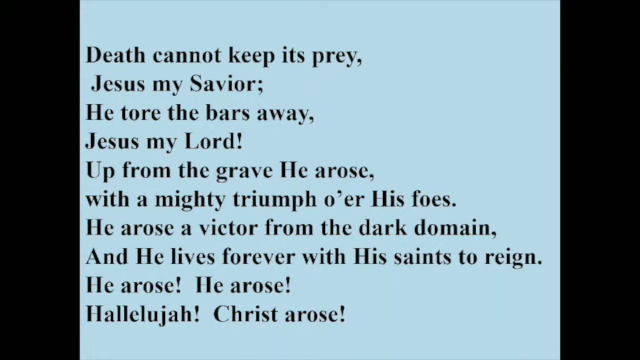 Death cannot keep its prey,
Jesus my Savior;
He tore the bars away,
Jesus my Lord!
Up from the grave He arose,
with a mighty triumph o’er His foes.
He arose a victor from the dark domain,
And He lives forever with His saints to reign.
He arose!  He arose!
Hallelujah!  Christ arose!